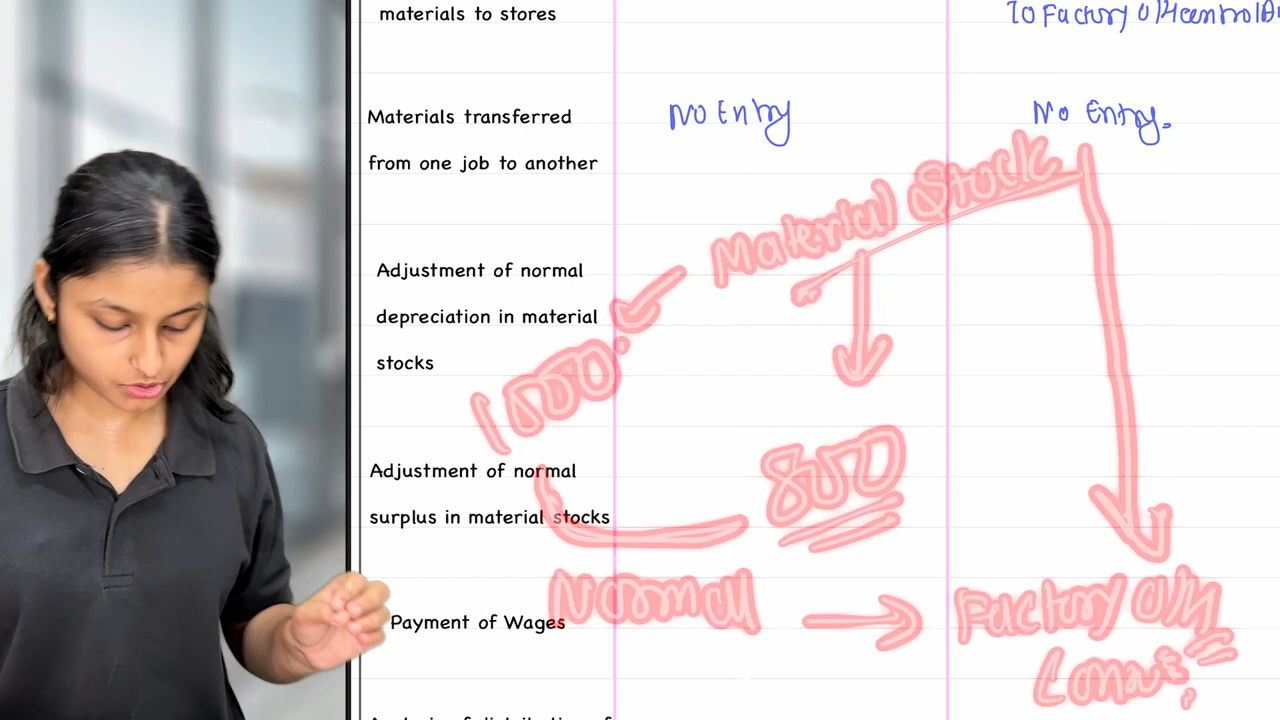 materials to stores
To Factory O/H control A
Materials transferred
from one job to another
No Entry
No Entry.
Material Stock
Adjustment of normal
depreciation in material
stocks
1000
800
Adjustment of normal
surplus in material stocks
Normal
Factory O/H
Payment of Wages